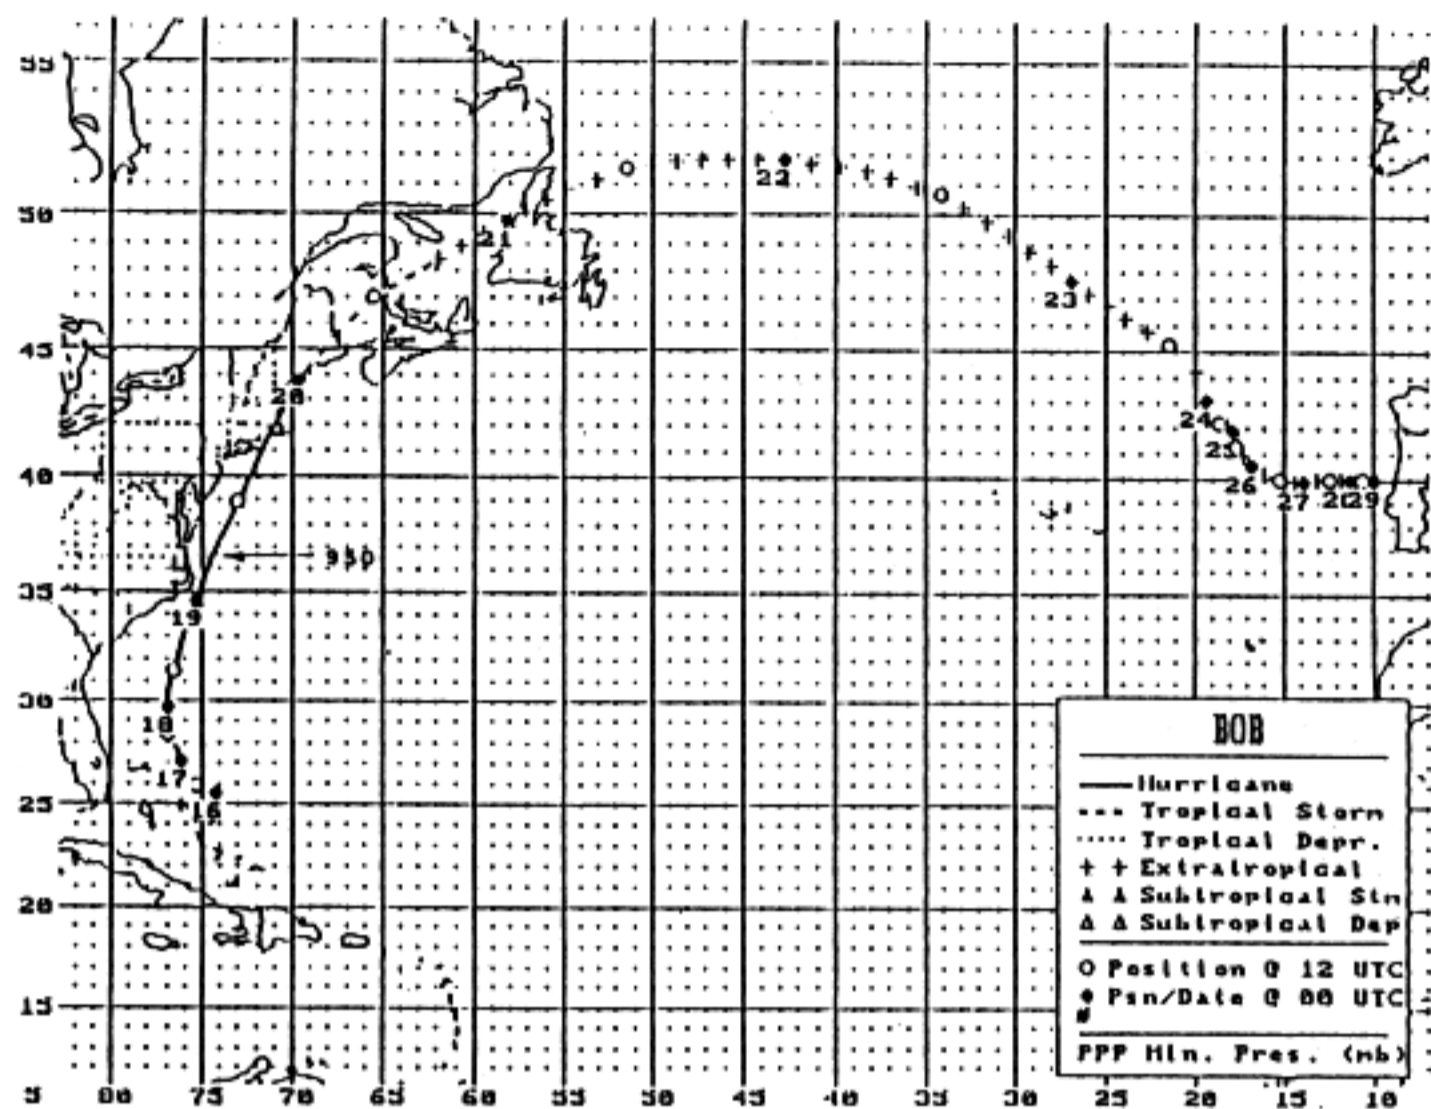 55
50
21
22
23
45
20
24
25
40
26
27
29
950
35
19
30
18
17
25
16
20
15
5 80 75 70 65 60 55 50 45 40 35 30 25 20 15 10
BOB
Hurricane
Tropical Storm
Tropical Depr.
+ + Extratropical
▲ ▲ Subtropical Stm
△ △ Subtropical Dep
○ Position @ 12 UTC
● Psn/Date @ 00 UTC
#
PPP Min. Pres. (mb)